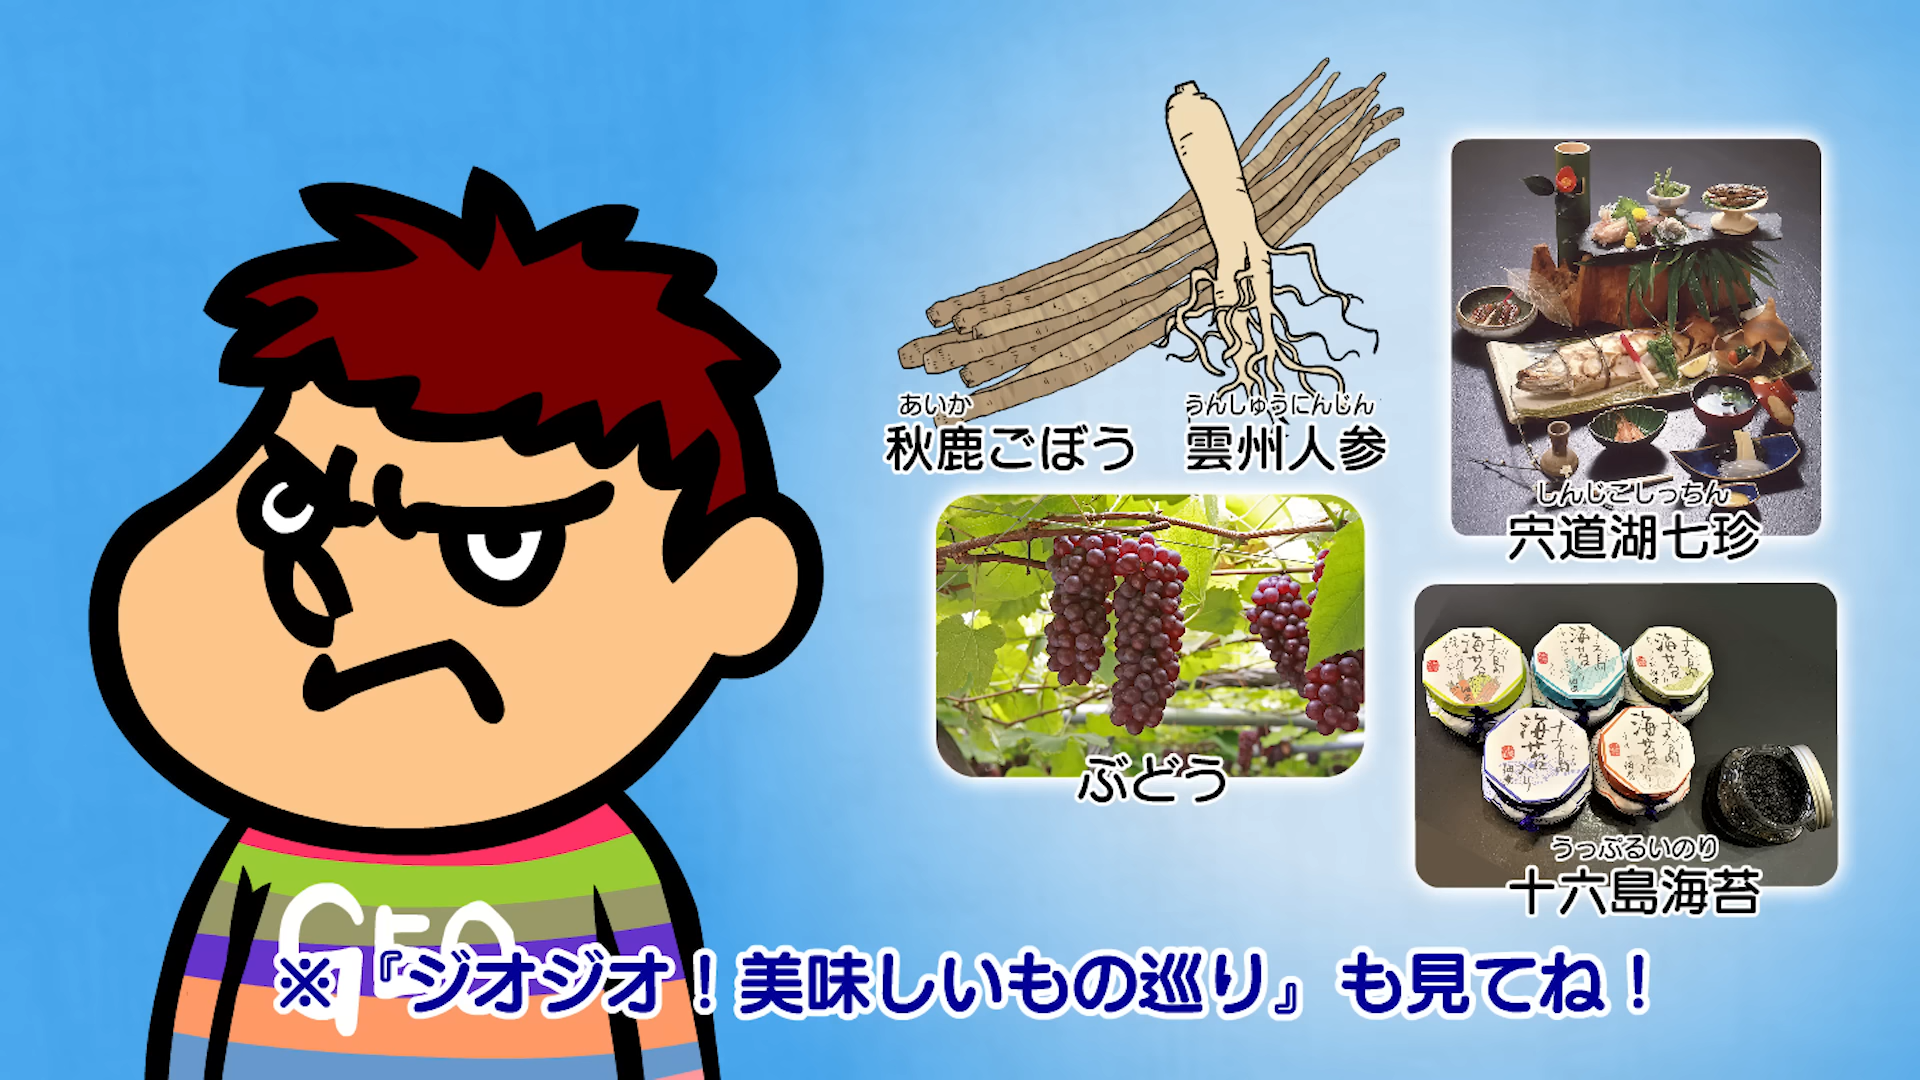 あいか
秋鹿ごぼう
うんしゅうにんじん
雲州人参
しんじこしっちん
宍道湖七珍
ぶどう
うっぷるいのり
十六島海苔
GEO
※『ジオジオ！美味しいもの巡り』も見てね！